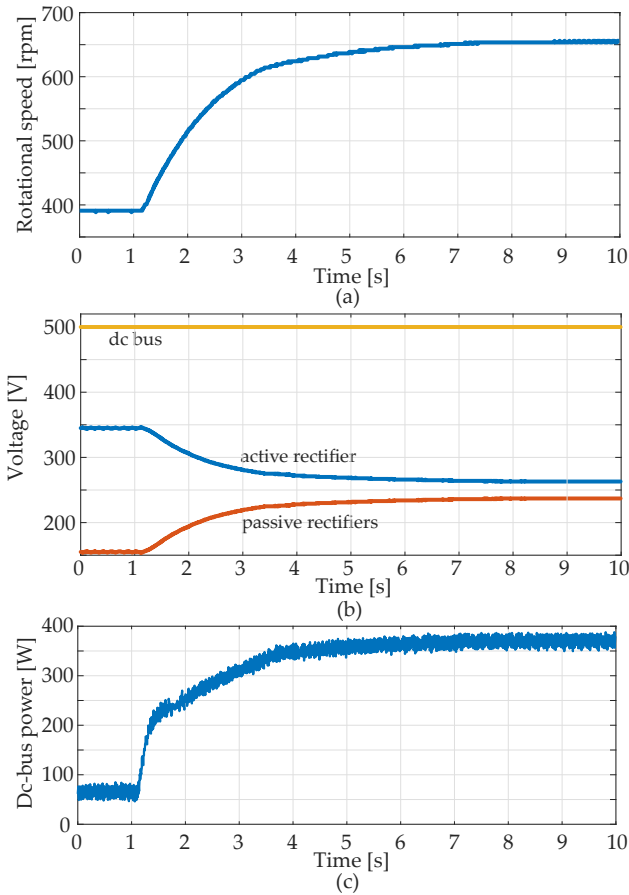 Rotational speed [rpm]
700
600
500
400
0 1 2 3 4 5 6 7 8 9 10
Time [s]
(a)
Voltage [V]
500
400
300
200
dc bus
active rectifier
passive rectifiers
0 1 2 3 4 5 6 7 8 9 10
Time [s]
(b)
Dc-bus power [W]
400
350
200
100
0
0 1 2 3 4 5 6 7 8 9 10
Time [s]
(c)